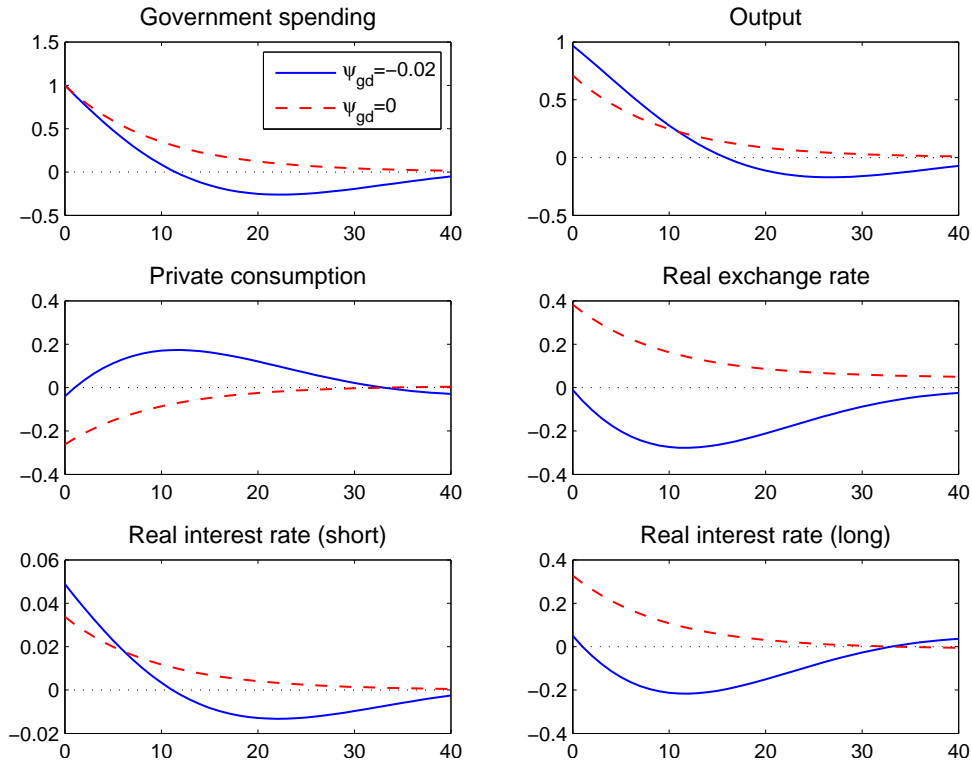 Government spending
1.5
1
0.5
0
−0.5
0 10 20 30 40
ψgd=−0.02
ψgd=0
Output
1
0.5
0
−0.5
0 10 20 30 40
Private consumption
0.4
0.2
0
−0.2
−0.4
0 10 20 30 40
Real exchange rate
0.4
0.2
0
−0.2
−0.4
0 10 20 30 40
Real interest rate (short)
0.06
0.04
0.02
0
−0.02
0 10 20 30 40
Real interest rate (long)
0.4
0.2
0
−0.2
−0.4
0 10 20 30 40